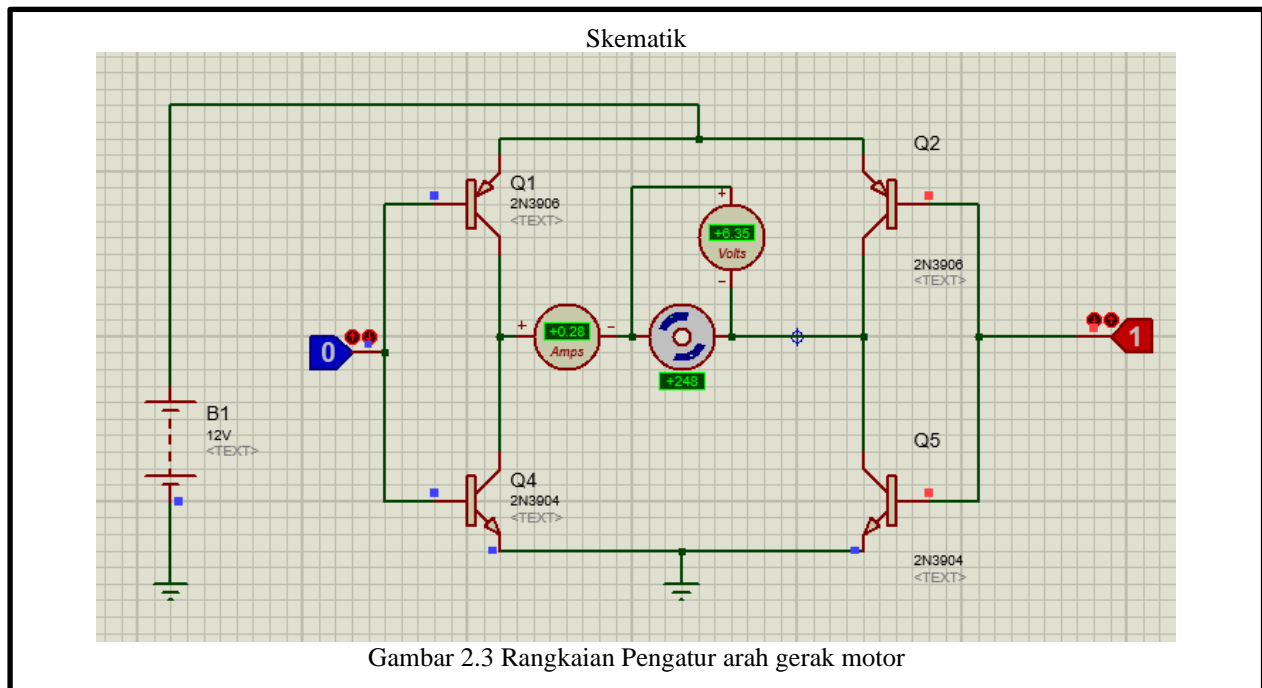 Skematik
Q2
Q1
2N3906
<TEXT>
+
+6.35
Volts
−
2N3906
<TEXT>
+
+0.28
Amps
−
0
1
+248
B1
12V
<TEXT>
Q5
Q4
2N3904
<TEXT>
2N3904
<TEXT>
Gambar 2.3 Rangkaian Pengatur arah gerak motor